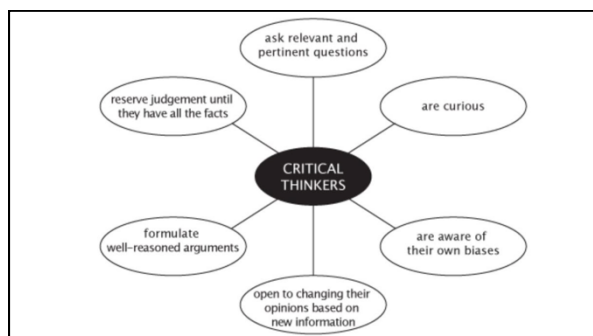 ask relevant and
pertinent questions
reserve judgement until
they have all the facts
are curious
CRITICAL
THINKERS
formulate
well-reasoned arguments
are aware of
their own biases
open to changing their
opinions based on
new information